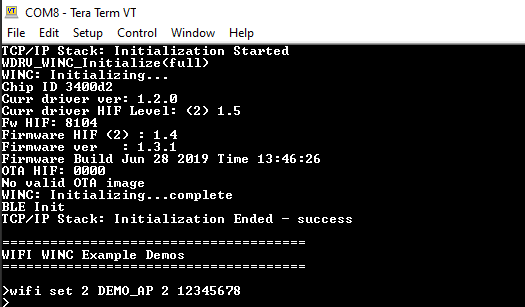 COM8 - Tera Term VT
File Edit Setup Control Window Help
TCP/IP Stack: Initialization Started
WDRV_WINC_Initialize(full)
WINC: Initializing...
Chip ID 3400d2
Curr driver ver: 1.2.0
Curr driver HIF Level: (2) 1.5
Fw HIF: 8104
Firmware HIF (2) : 1.4
Firmware ver   : 1.3.1
Firmware Build Jun 28 2019 Time 13:46:26
OTA HIF: 0000
No valid OTA image
WINC: Initializing...complete
BLE Init
TCP/IP Stack: Initialization Ended - success
=======================================
WIFI WINC Example Demos
=======================================
>wifi set 2 DEMO_AP 2 12345678
>